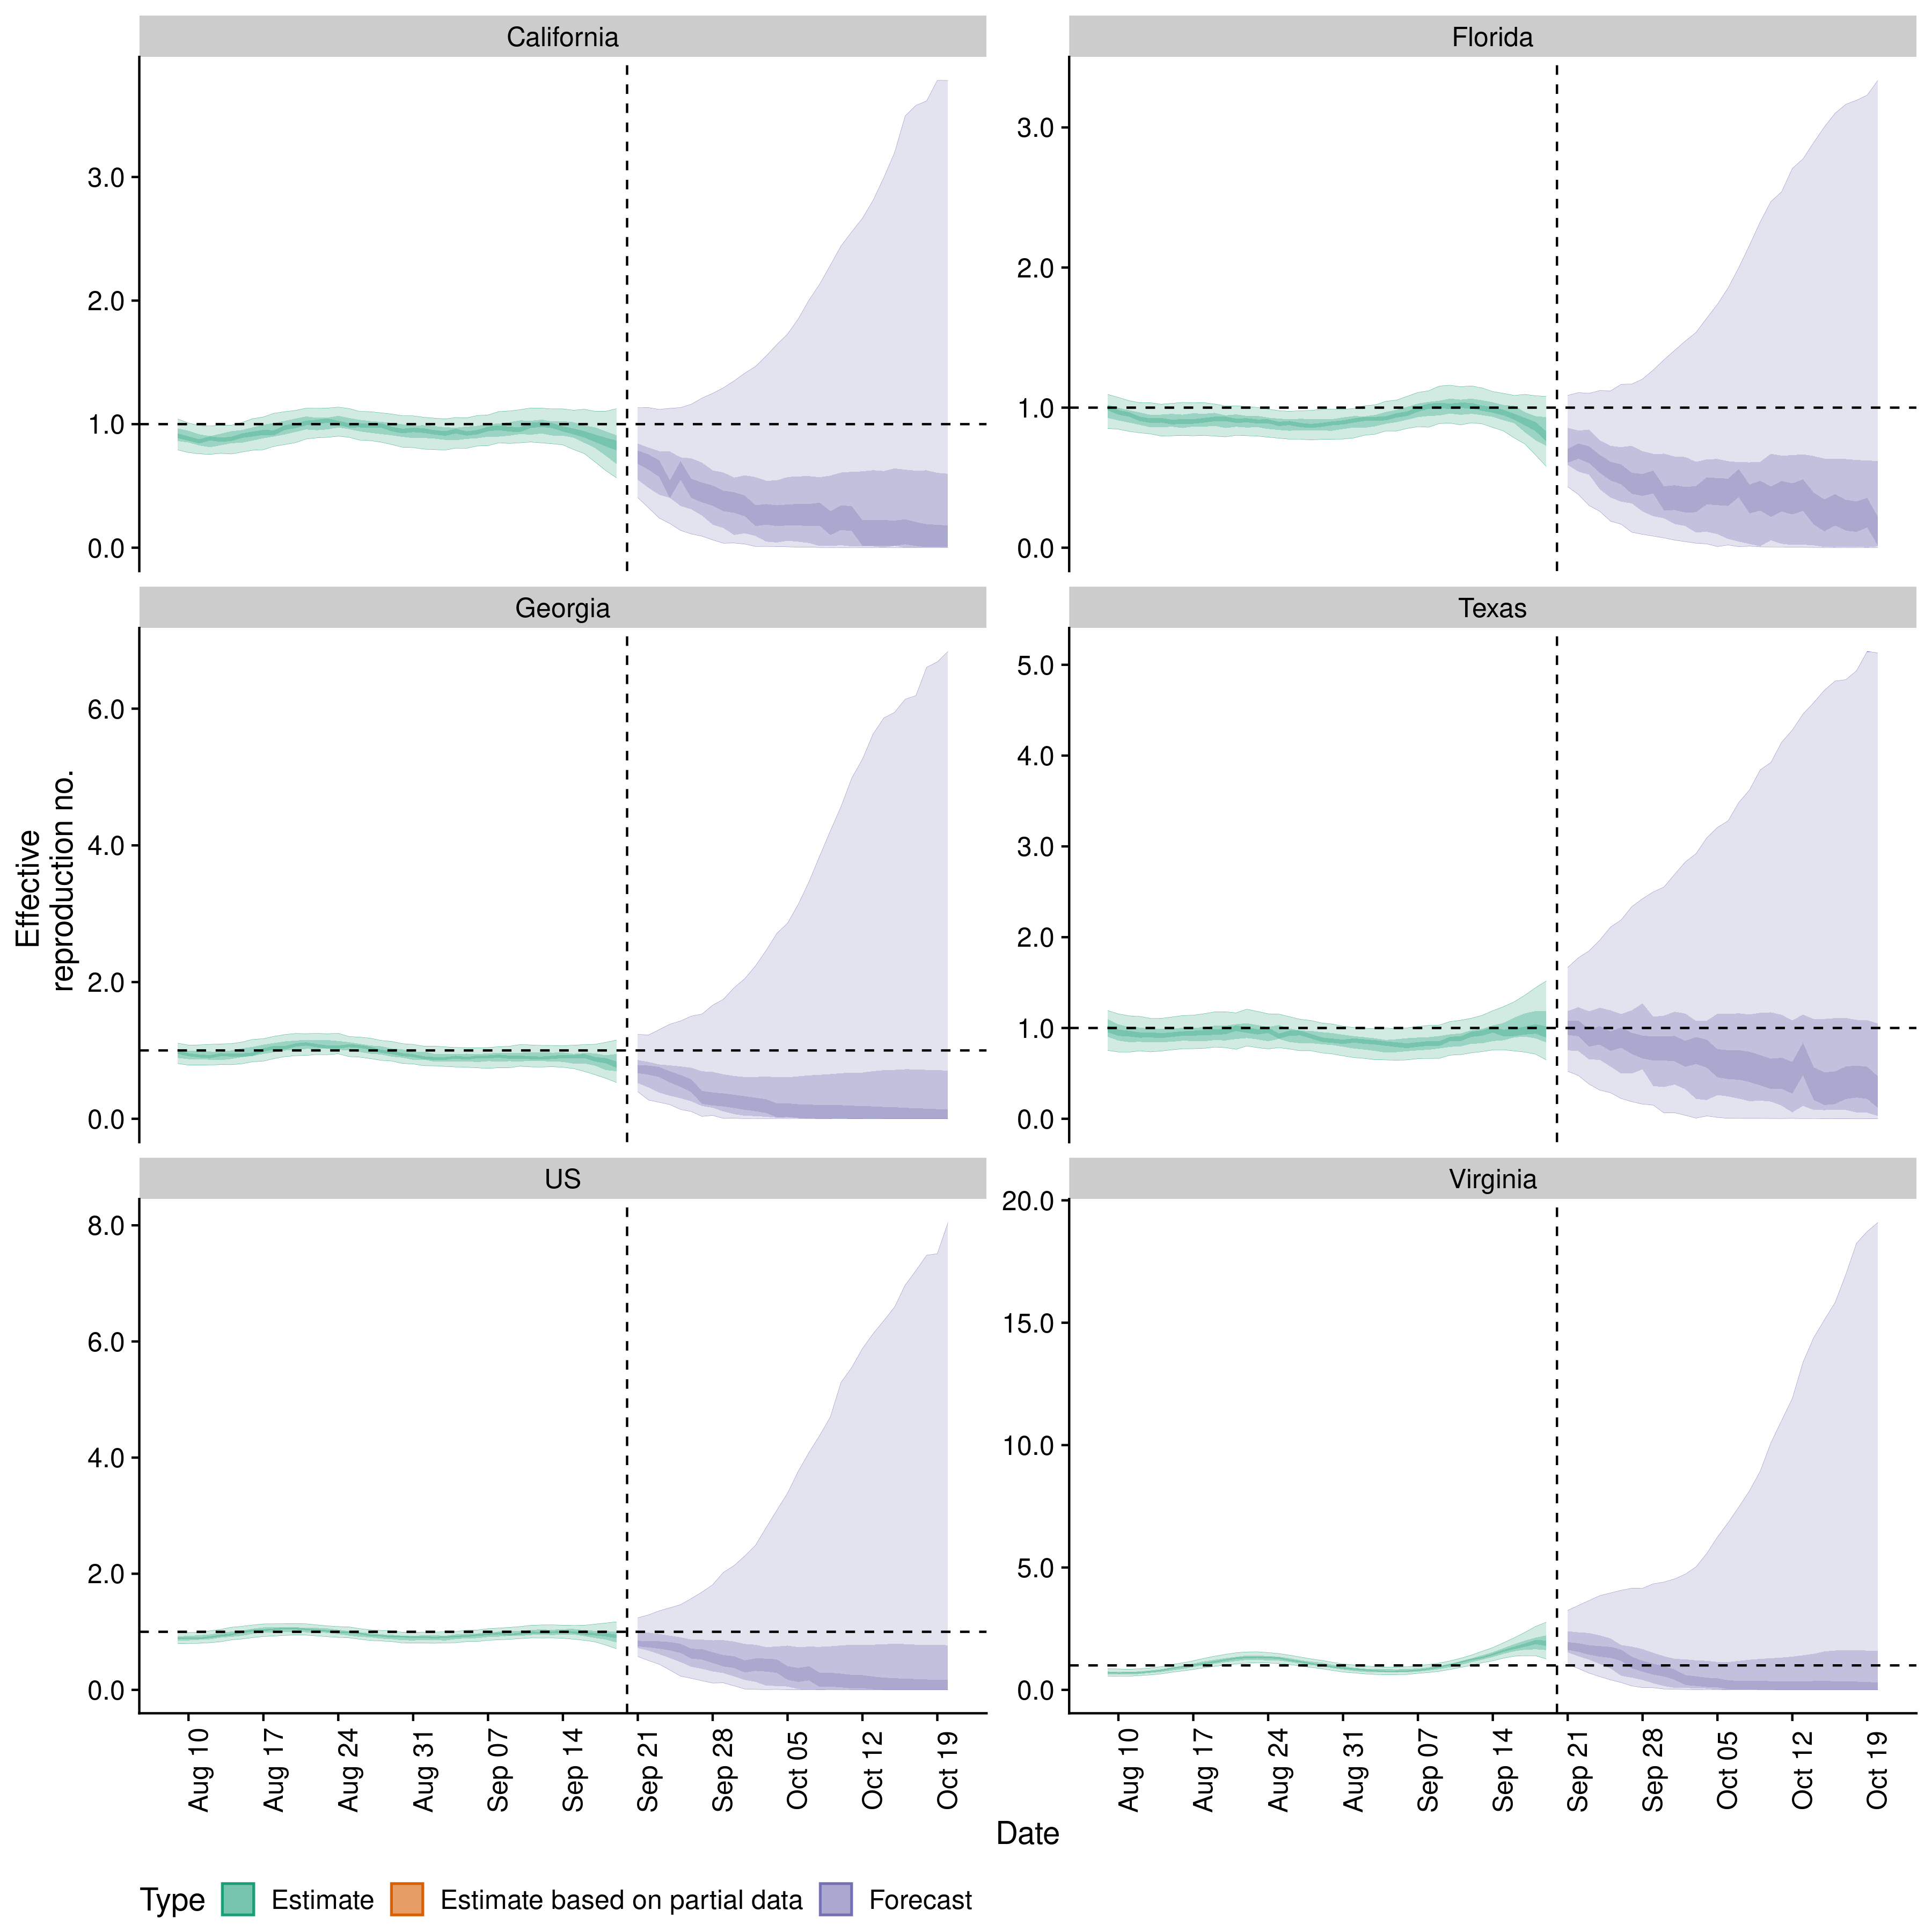 California
Florida
3.0
2.0
1.0
0.0
3.0
2.0
1.0
0.0
Georgia
Texas
6.0
4.0
2.0
0.0
5.0
4.0
3.0
2.0
1.0
0.0
Effective
reproduction no.
US
Virginia
8.0
6.0
4.0
2.0
0.0
20.0
15.0
10.0
5.0
0.0
Aug 10
Aug 17
Aug 24
Aug 31
Sep 07
Sep 14
Sep 21
Sep 28
Oct 05
Oct 12
Oct 19
Aug 10
Aug 17
Aug 24
Aug 31
Sep 07
Sep 14
Sep 21
Sep 28
Oct 05
Oct 12
Oct 19
Date
Type Estimate Estimate based on partial data Forecast